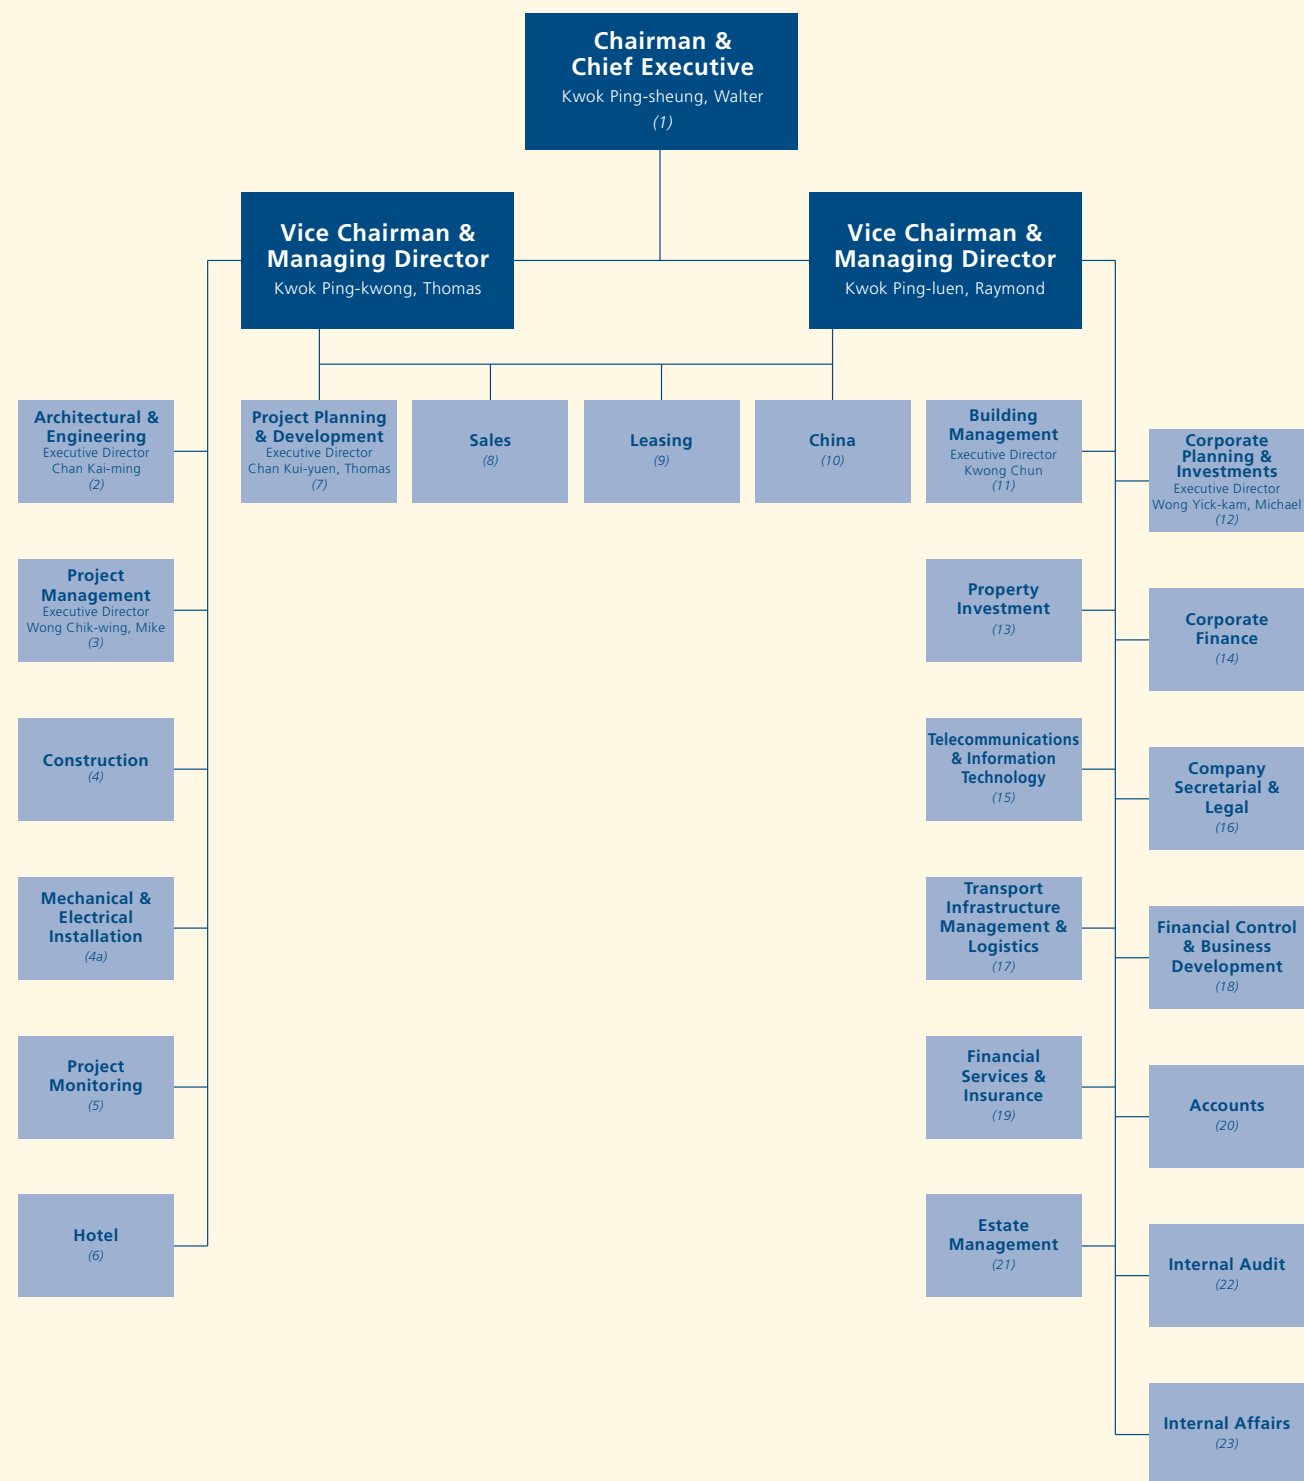 Chairman &
Chief Executive
Kwok Ping-sheung, Walter
(1)
Vice Chairman &
Managing Director
Kwok Ping-kwong, Thomas
Vice Chairman &
Managing Director
Kwok Ping-luen, Raymond
Architectural &
Engineering
Executive Director
Chan Kai-ming
(2)
Project Planning
& Development
Executive Director
Chan Kui-yuen, Thomas
(7)
Sales
(8)
Leasing
(9)
China
(10)
Building
Management
Executive Director
Kwong Chun
(11)
Corporate
Planning &
Investments
Executive Director
Wong Yick-kam, Michael
(12)
Project
Management
Executive Director
Wong Chik-wing, Mike
(3)
Property
Investment
(13)
Corporate
Finance
(14)
Construction
(4)
Telecommunications
& Information
Technology
(15)
Company
Secretarial &
Legal
(16)
Mechanical &
Electrical
Installation
(4a)
Transport
Infrastructure
Management &
Logistics
(17)
Financial Control
& Business
Development
(18)
Project
Monitoring
(5)
Financial
Services &
Insurance
(19)
Accounts
(20)
Hotel
(6)
Estate
Management
(21)
Internal Audit
(22)
Internal Affairs
(23)